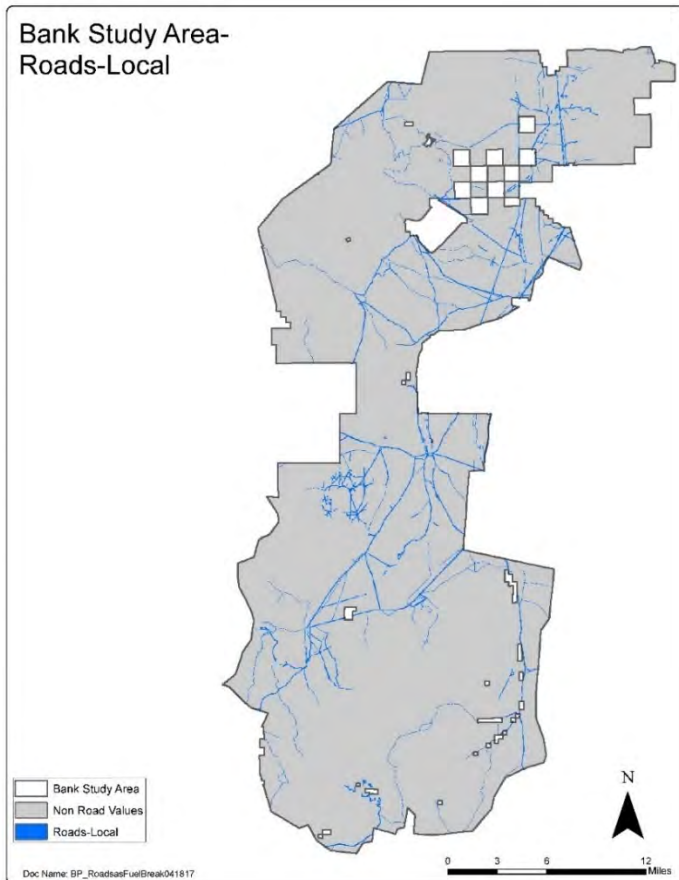 Bank Study Area-
Roads-Local
N
Bank Study Area
Non Road Values
Roads-Local
0 3 6 12
Miles
Doc Name: BP_RoadsasFuelBreak041817